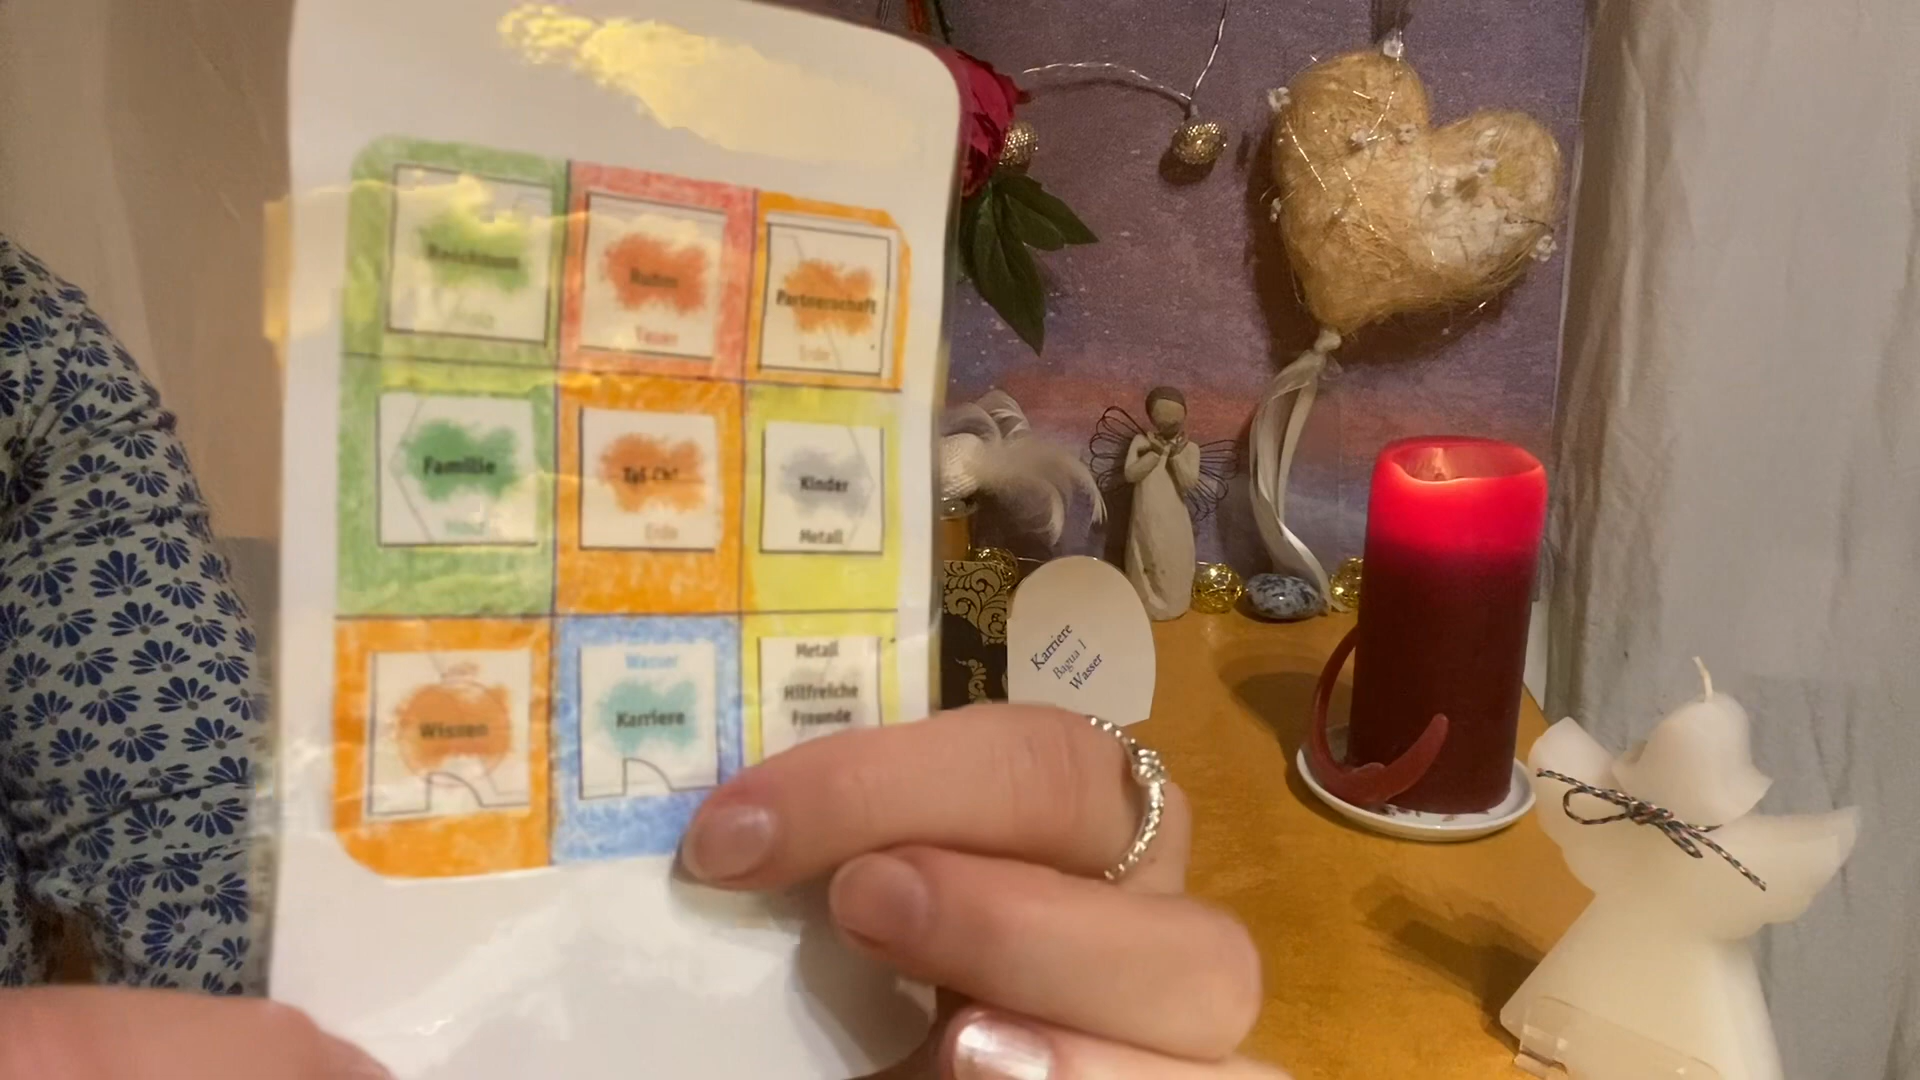 Reichtum
Holz
Ruhm
Feuer
Partnerschaft
Erde
Familie
Holz
Tai Chi
Erde
Kinder
Metall
Wissen
Wasser
Karriere
Metall
Hilfreiche
Freunde
Karriere
Bagua 1
Wasser